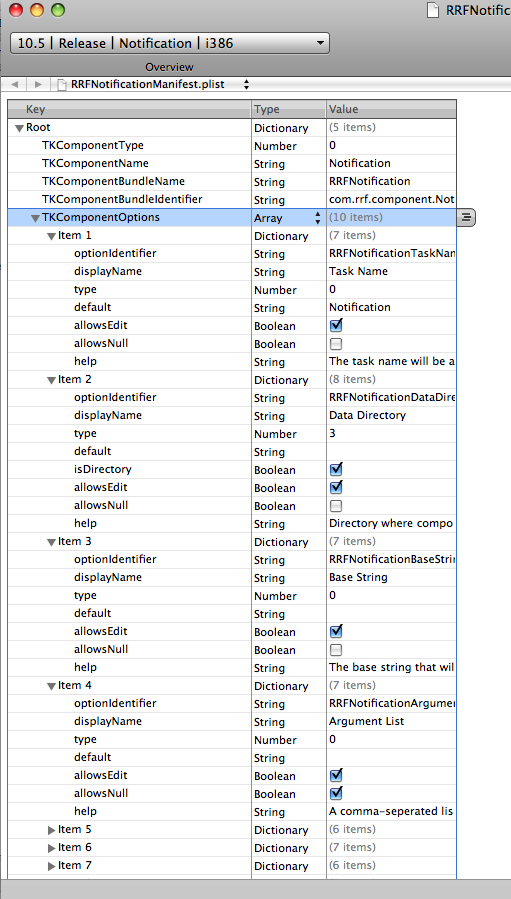 RRFNotific
10.5 | Release | Notification | i386
Overview
RRFNotificationManifest.plist
Key Type Value
Root Dictionary (5 items)
TKComponentType Number 0
TKComponentName String Notification
TKComponentBundleName String RRFNotification
TKComponentBundleIdentifier String com.rrf.component.Not
TKComponentOptions Array (10 items)
Item 1 Dictionary (7 items)
optionIdentifier String RRFNotificationTaskNan
displayName String Task Name
type Number 0
default String Notification
allowsEdit Boolean
allowsNull Boolean
help String The task name will be a
Item 2 Dictionary (8 items)
optionIdentifier String RRFNotificationDataDire
displayName String Data Directory
type Number 3
default String
isDirectory Boolean
allowsEdit Boolean
allowsNull Boolean
help String Directory where compo
Item 3 Dictionary (7 items)
optionIdentifier String RRFNotificationBaseStrin
displayName String Base String
type Number 0
default String
allowsEdit Boolean
allowsNull Boolean
help String The base string that wil
Item 4 Dictionary (7 items)
optionIdentifier String RRFNotificationArgumer
displayName String Argument List
type Number 0
default String
allowsEdit Boolean
allowsNull Boolean
help String A comma-seperated lis
Item 5 Dictionary (6 items)
Item 6 Dictionary (7 items)
Item 7 Dictionary (6 items)